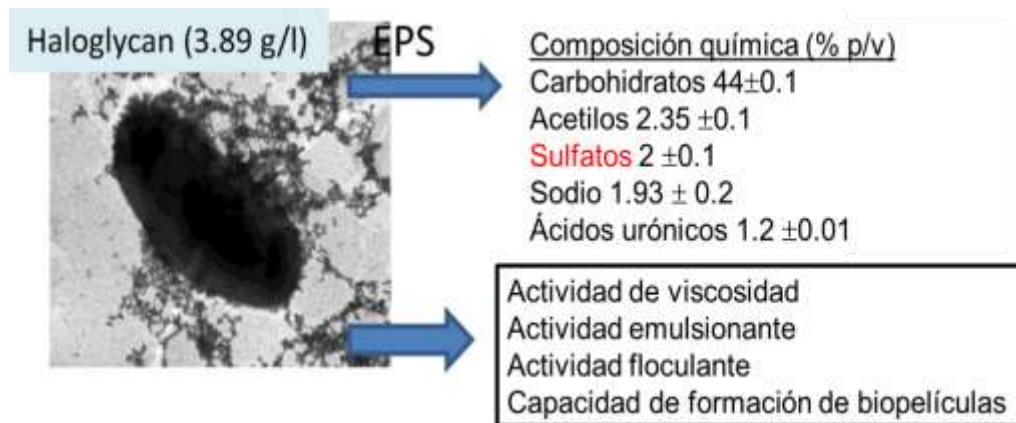 Haloglycan (3.89 g/l)
EPS
Composición química (% p/v)
Carbohidratos 44±0.1
Acetilos 2.35 ±0.1
Sulfatos 2 ±0.1
Sodio 1.93 ± 0.2
Ácidos urónicos 1.2 ±0.01
Actividad de viscosidad
Actividad emulsionante
Actividad floculante
Capacidad de formación de biopelículas